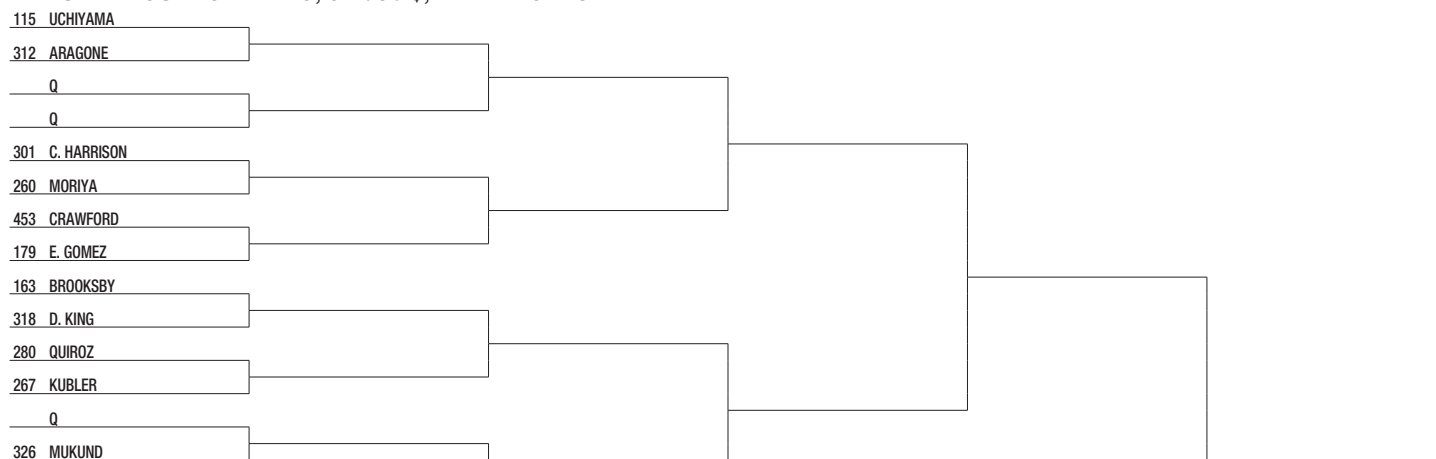 115 UCHIYAMA
312 ARAGONE
Q
Q
301 C. HARRISON
260 MORIYA
453 CRAWFORD
179 E. GOMEZ
163 BROOKSBY
318 D. KING
280 QUIROZ
267 KUBLER
Q
326 MUKUND